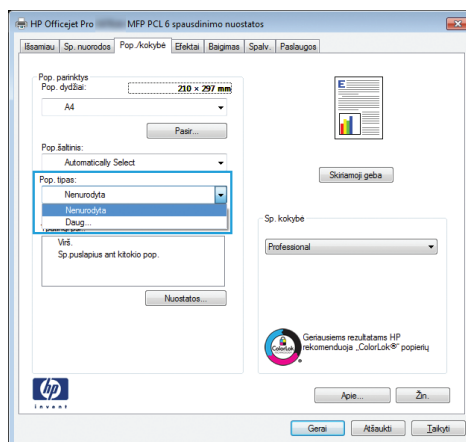 HP Officejet Pro MFP PCL 6 spausdinimo nuostatos
Išsamiau Sp. nuorodos Pop./kokybė Efektai Baigimas Spalv. Paslaugos
Pop. parinktys
Pop. dydžiai:
210 × 297 mm
A4
Pasir...
Pop.šaltinis:
Automatically Select
Pop. tipas:
Nenurodyta
Nenurodyta
Daug...
Virš.
Sp.puslapius ant kitokio pop.
Nuostatos...
E
Skiriamoji geba
Sp. kokybė
Professional
ColorLok
Geriausiems rezultatams HP
rekomenduoja „ColorLok®“ popierių
hp
invent
Apie... Žin.
Gerai Atšaukti Taikyti